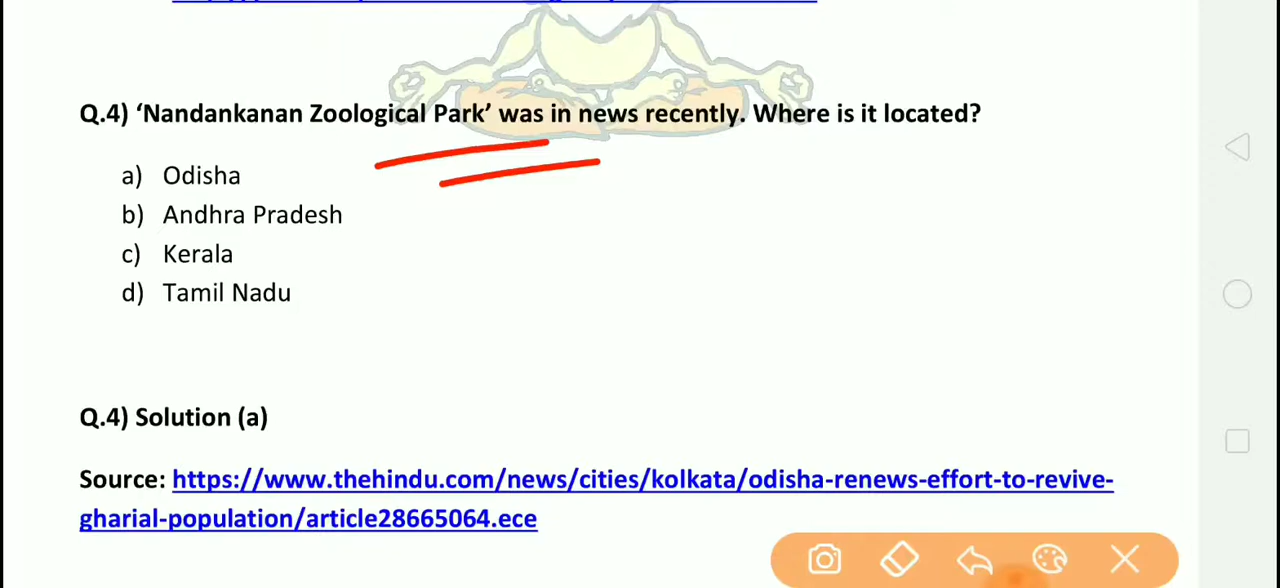 Q.4) ‘Nandankanan Zoological Park’ was in news recently. Where is it located?
a) Odisha
b) Andhra Pradesh
c) Kerala
d) Tamil Nadu
Q.4) Solution (a)
Source: https://www.thehindu.com/news/cities/kolkata/odisha-renews-effort-to-revive-
gharial-population/article28665064.ece